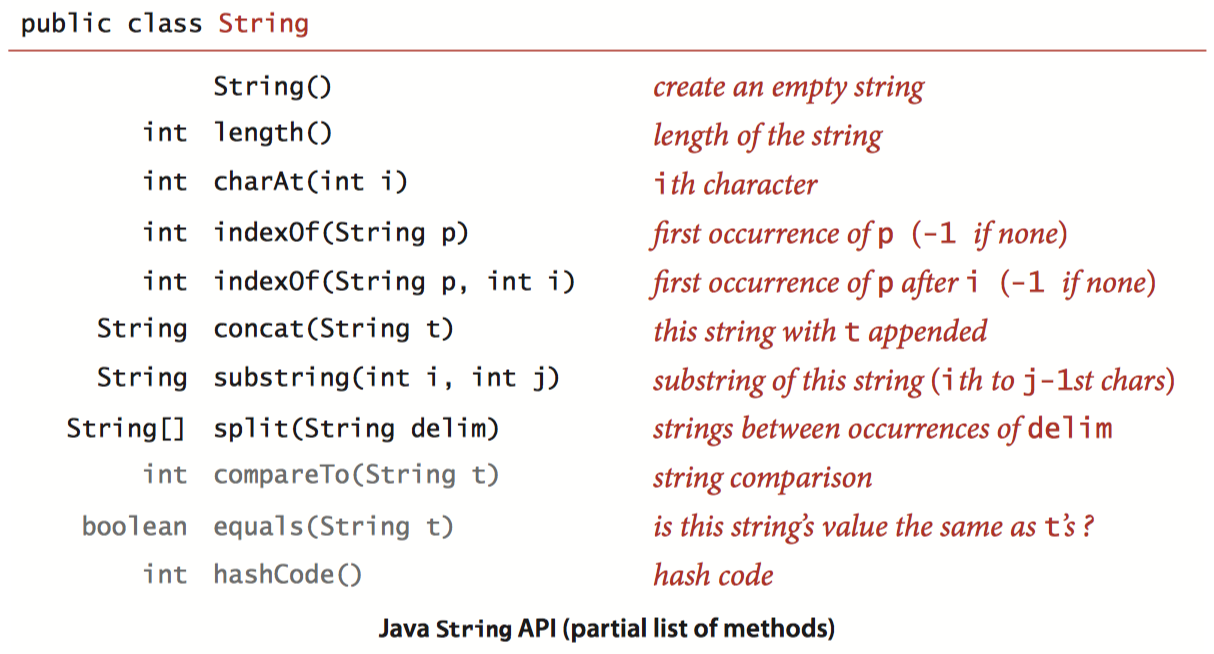 public class String
String() create an empty string
int length() length of the string
int charAt(int i) ith character
int indexOf(String p) first occurrence of p (-1 if none)
int indexOf(String p, int i) first occurrence of p after i (-1 if none)
String concat(String t) this string with t appended
String substring(int i, int j) substring of this string (ith to j-1st chars)
String[] split(String delim) strings between occurrences of delim
int compareTo(String t) string comparison
boolean equals(String t) is this string’s value the same as t’s?
int hashCode() hash code
Java String API (partial list of methods)